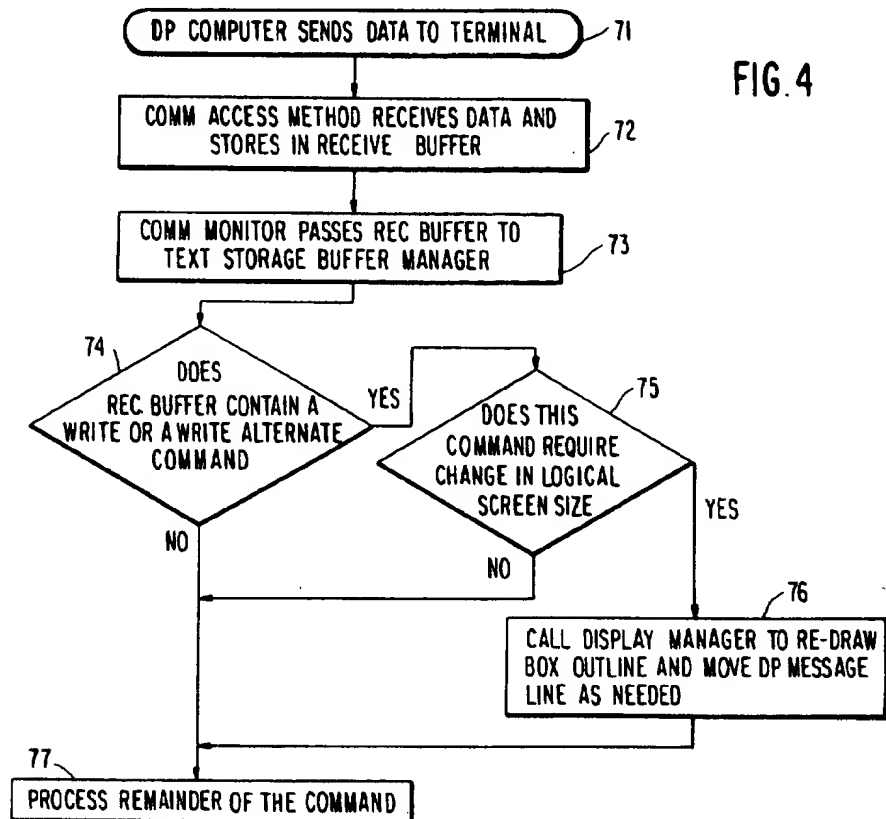 DP COMPUTER SENDS DATA TO TERMINAL
71
FIG. 4
COMM ACCESS METHOD RECEIVES DATA AND
STORES IN RECEIVE BUFFER
72
COMM MONITOR PASSES REC BUFFER TO
TEXT STORAGE BUFFER MANAGER
73
74
DOES
REC BUFFER CONTAIN A
WRITE OR A WRITE ALTERNATE
COMMAND
YES
NO
75
DOES THIS
COMMAND REQUIRE
CHANGE IN LOGICAL
SCREEN SIZE
YES
NO
76
CALL DISPLAY MANAGER TO RE-DRAW
BOX OUTLINE AND MOVE DP MESSAGE
LINE AS NEEDED
77
PROCESS REMAINDER OF THE COMMAND